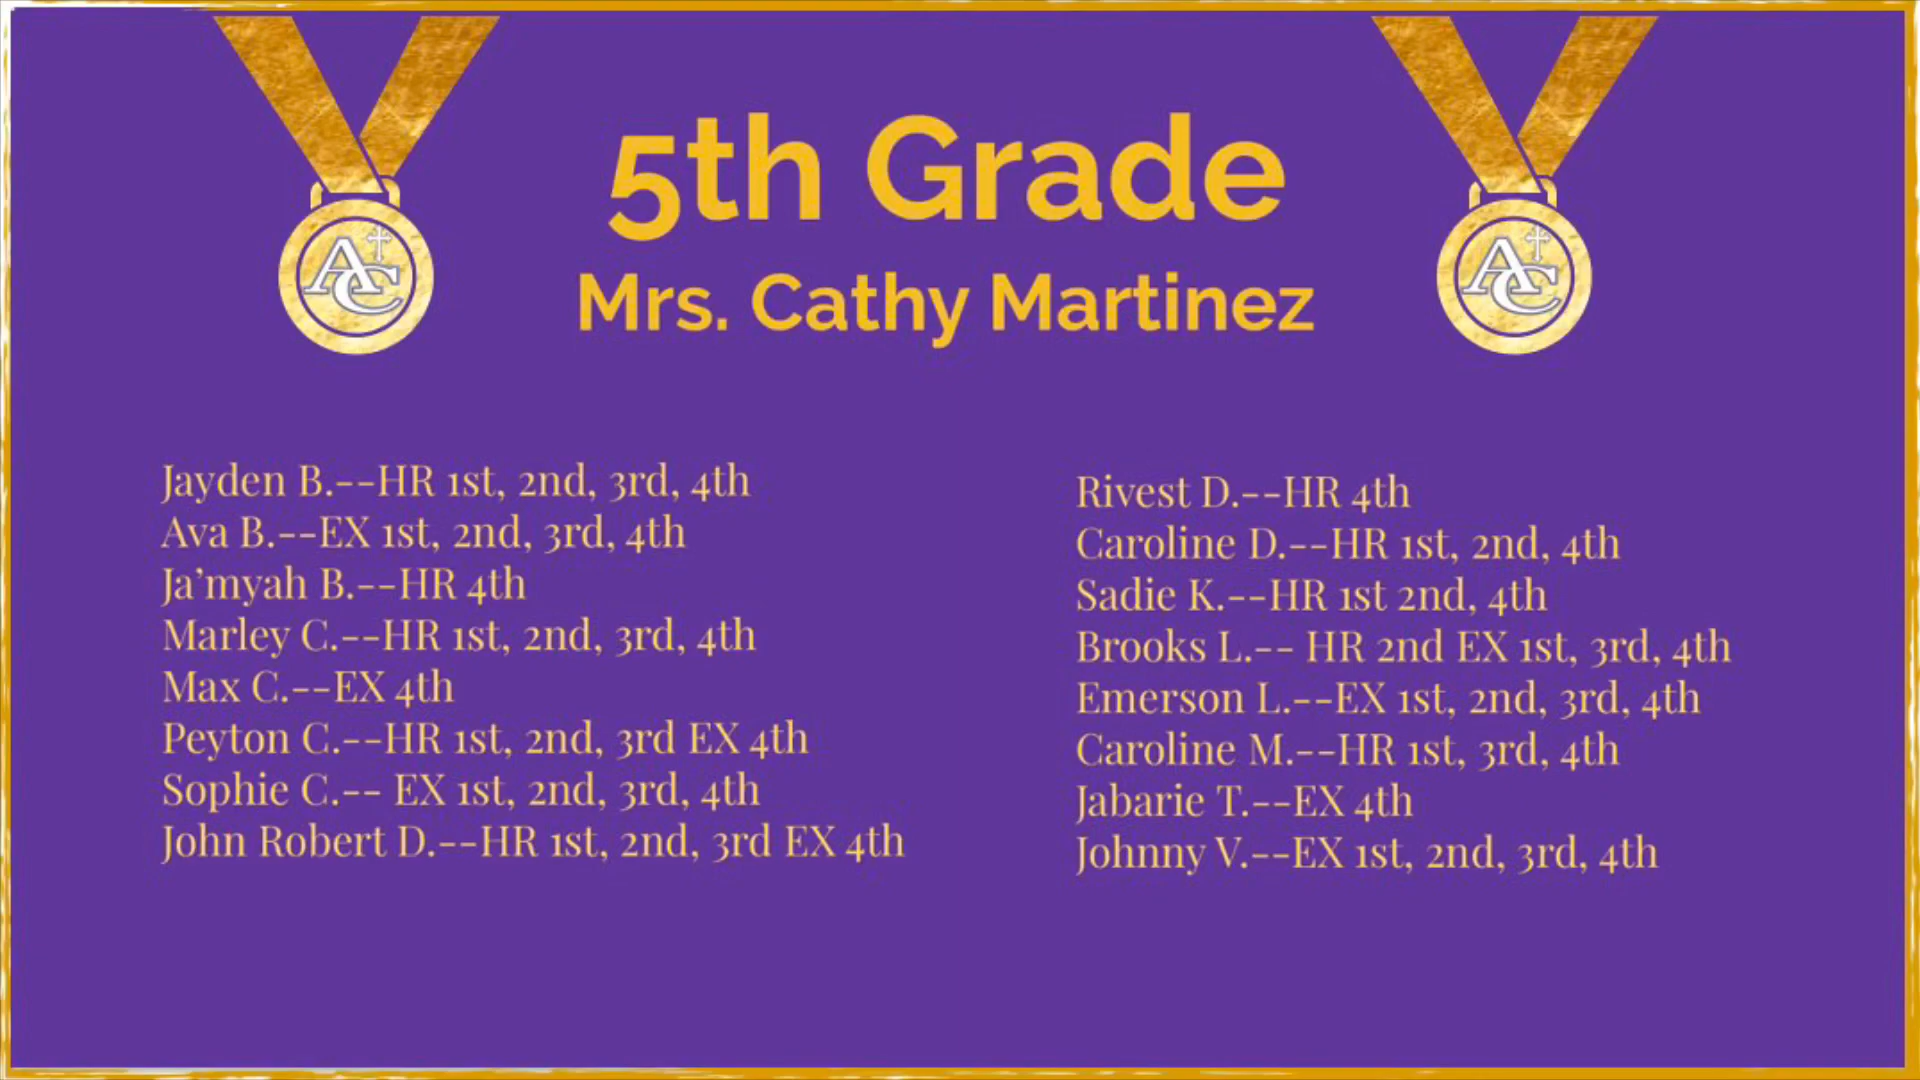 5th Grade
Mrs. Cathy Martinez
AC
AC
Jayden B.--HR 1st, 2nd, 3rd, 4th
Ava B.--EX 1st, 2nd, 3rd, 4th
Ja’myah B.--HR 4th
Marley C.--HR 1st, 2nd, 3rd, 4th
Max C.--EX 4th
Peyton C.--HR 1st, 2nd, 3rd EX 4th
Sophie C.-- EX 1st, 2nd, 3rd, 4th
John Robert D.--HR 1st, 2nd, 3rd EX 4th
Rivest D.--HR 4th
Caroline D.--HR 1st, 2nd, 4th
Sadie K.--HR 1st 2nd, 4th
Brooks L.-- HR 2nd EX 1st, 3rd, 4th
Emerson L.--EX 1st, 2nd, 3rd, 4th
Caroline M.--HR 1st, 3rd, 4th
Jabarie T.--EX 4th
Johnny V.--EX 1st, 2nd, 3rd, 4th